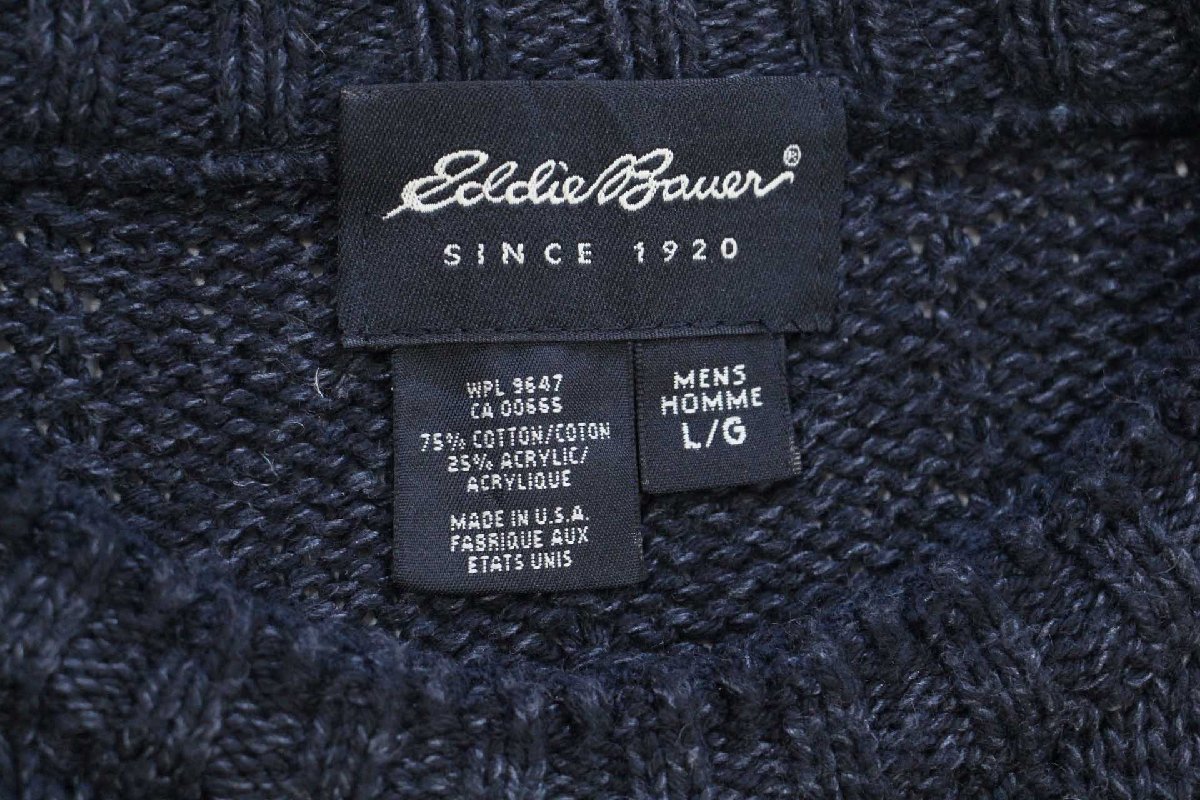 Eddie Bauer®
SINCE 1920
WPL 9647
CA 00665
75% COTTON/COTON
25% ACRYLIC/
ACRYLIQUE
MADE IN U.S.A.
FABRIQUE AUX
ETATS UNIS
MENS
HOMME
L/G